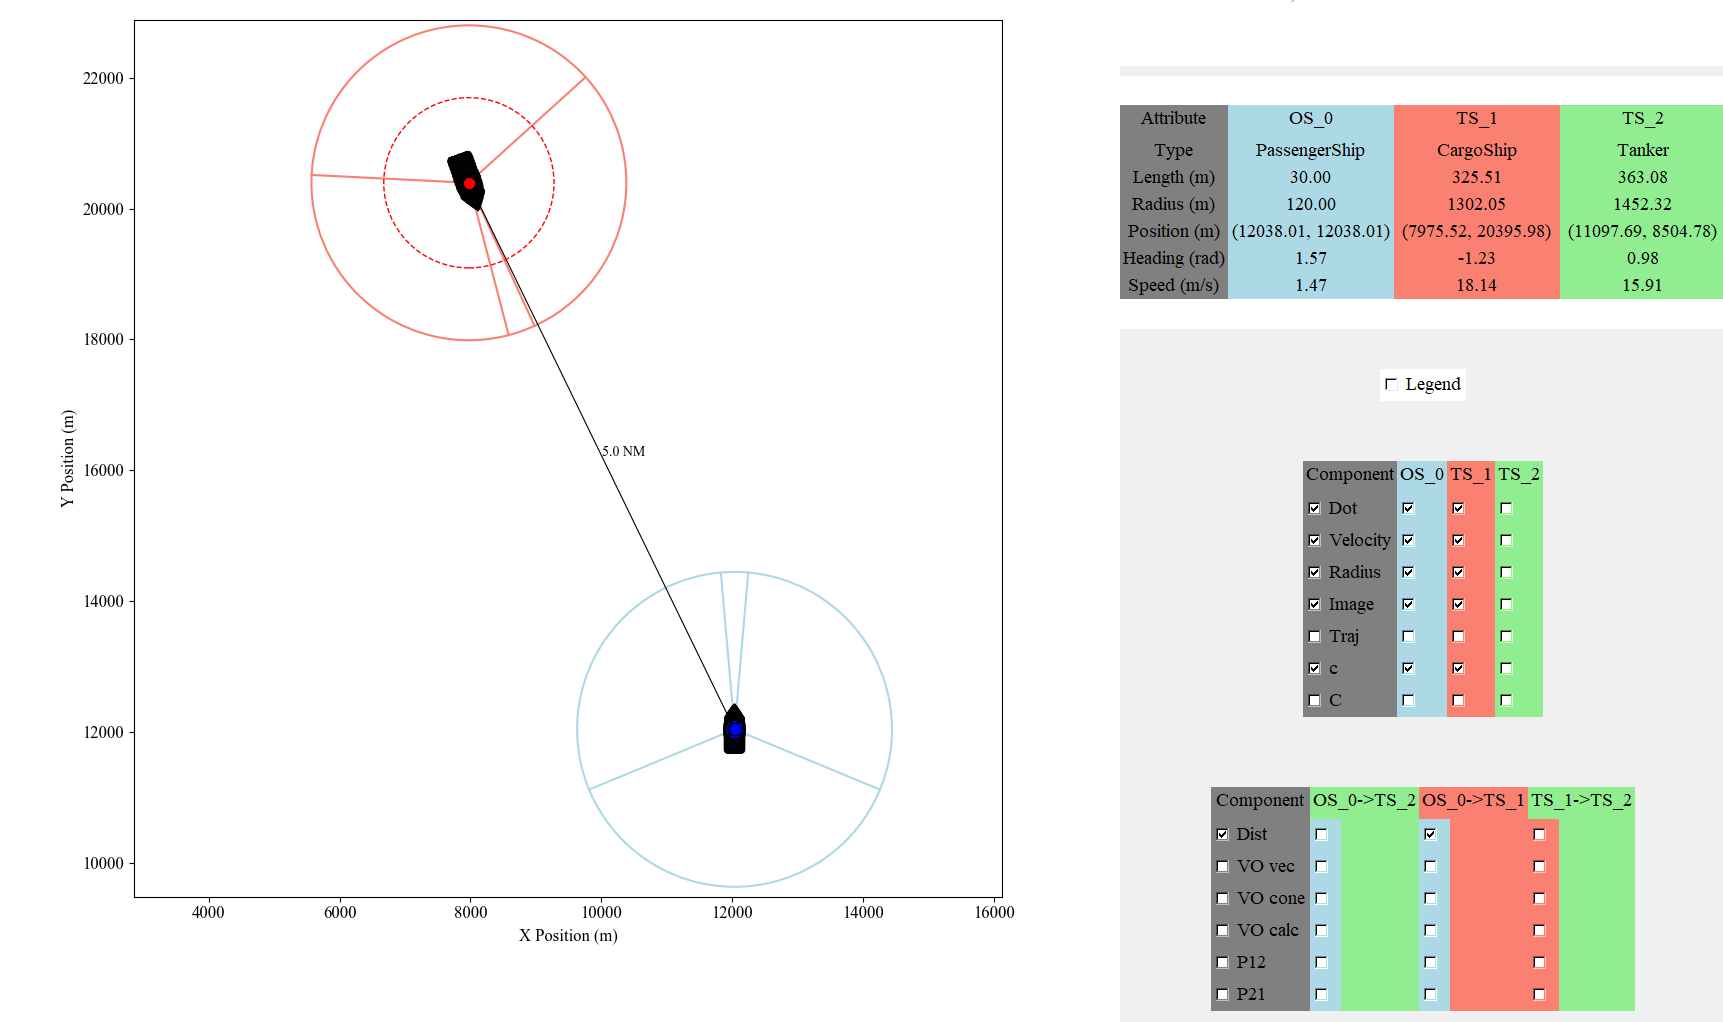 22000
20000
18000
16000
14000
12000
10000
Y Position (m)
5.0 NM
4000 6000 8000 10000 12000 14000 16000
X Position (m)
Attribute OS_0 TS_1 TS_2
Type PassengerShip CargoShip Tanker
Length (m) 30.00 325.51 363.08
Radius (m) 120.00 1302.05 1452.32
Position (m) (12038.01, 12038.01) (7975.52, 20395.98) (11097.69, 8504.78)
Heading (rad) 1.57 -1.23 0.98
Speed (m/s) 1.47 18.14 15.91
Legend
Component OS_0 TS_1 TS_2
Dot
Velocity
Radius
Image
Traj
c
C
Component OS_0->TS_2 OS_0->TS_1 TS_1->TS_2
Dist
VO vec
VO cone
VO calc
P12
P21